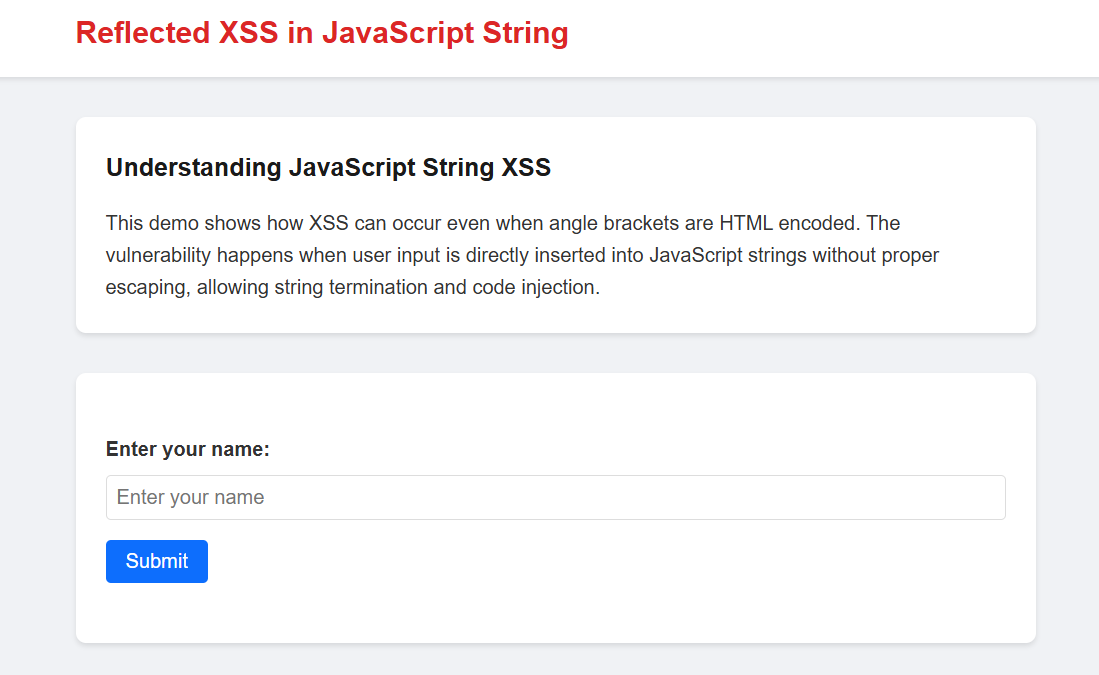 Reflected XSS in JavaScript String
Understanding JavaScript String XSS
This demo shows how XSS can occur even when angle brackets are HTML encoded. The
vulnerability happens when user input is directly inserted into JavaScript strings without proper
escaping, allowing string termination and code injection.
Enter your name:
Enter your name
Submit